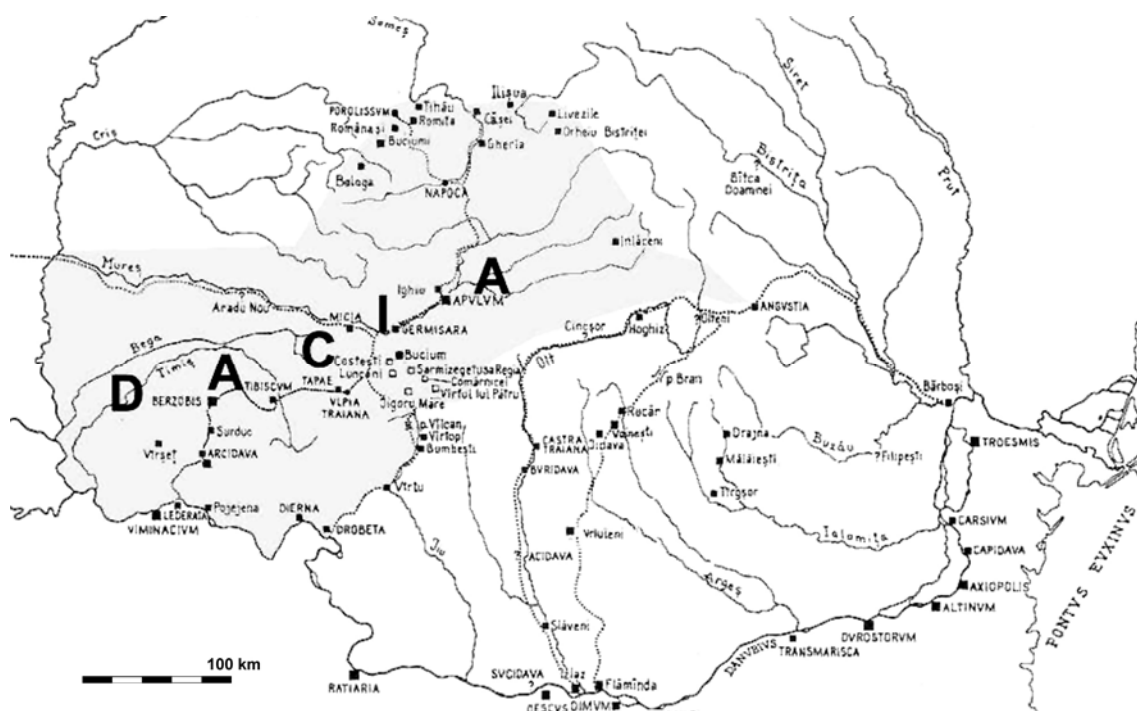 Someș
Siret
Prut
Criș
Ilișua
Tihău
POROLISSVM
Romita
Cășei
Livezile
Românași
Orheiu Bistriței
Buciumi
Gherla
Bistrița
Bologa
Bîtca
Doamnei
NAPOCA
Inlăceni
Mureș
A
Ighiu
APVLVM
Aradu Nou
MICIA
I
GERMISARA
Cincșor
Hoghiz
Olteni
ANGVSTIA
Bega
Timiș
C
Costești
Bucium
Olt
Luncani
Sarmizegetusa Regia
p Bran
D
A
TIBISCVM
TAPAE
Comărnicel
Vîrful lui Pătru
Bărboși
BERZOBIS
VLPIA
TRAIANA
Jigoru Mare
Rucăr
Surduc
p. Vîlcan
Voinești
Jidava
Drajna
Buzău
? Filipești
TROESMIS
Vîrtop
Vîrșeț
ARCIDAVA
Bumbești
CASTRA
TRAIANA
Mălăiești
BVRIDAVA
Vîrtu
Tîrgșor
LEDERATA
Pojejena
DIERNA
VIMINACIVM
DROBETA
Ialomița
CARSIVM
Jiu
Vrluieni
ACIDAVA
CAPIDAVA
Argeș
AXIOPOLIS
ALTINVM
PONTVS EVXINVS
Slăveni
DVROSTORVM
TRANSMARISCA
DANVBIVS
100 km
RATIARIA
SVCIDAVA
?
Izlaz
Flămînda
OESCVS
DIMVM